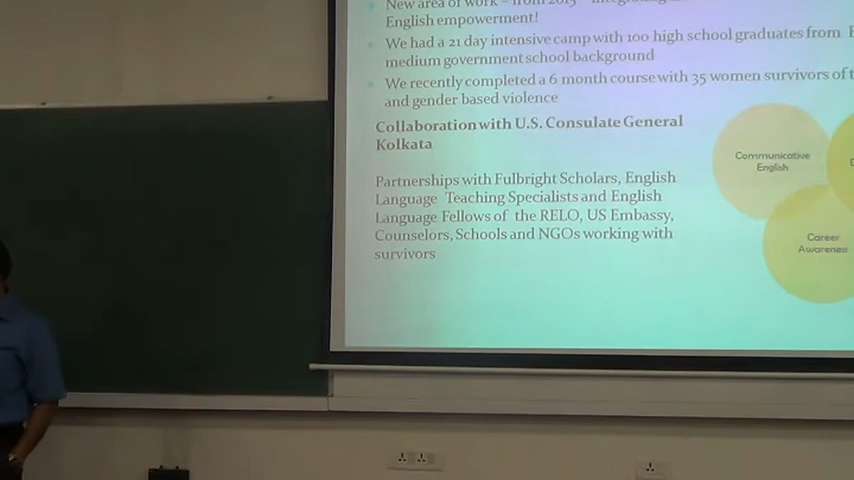 New area of work – from 2015
English empowerment!
We had a 21 day intensive camp with 100 high school graduates from
medium government school background
We recently completed a 6 month course with 35 women survivors of
and gender based violence
Collaboration with U.S. Consulate General
Kolkata
Partnerships with Fulbright Scholars, English
Language Teaching Specialists and English
Language Fellows of the RELO, US Embassy,
Counselors, Schools and NGOs working with
survivors
Communicative
English
Career
Awareness